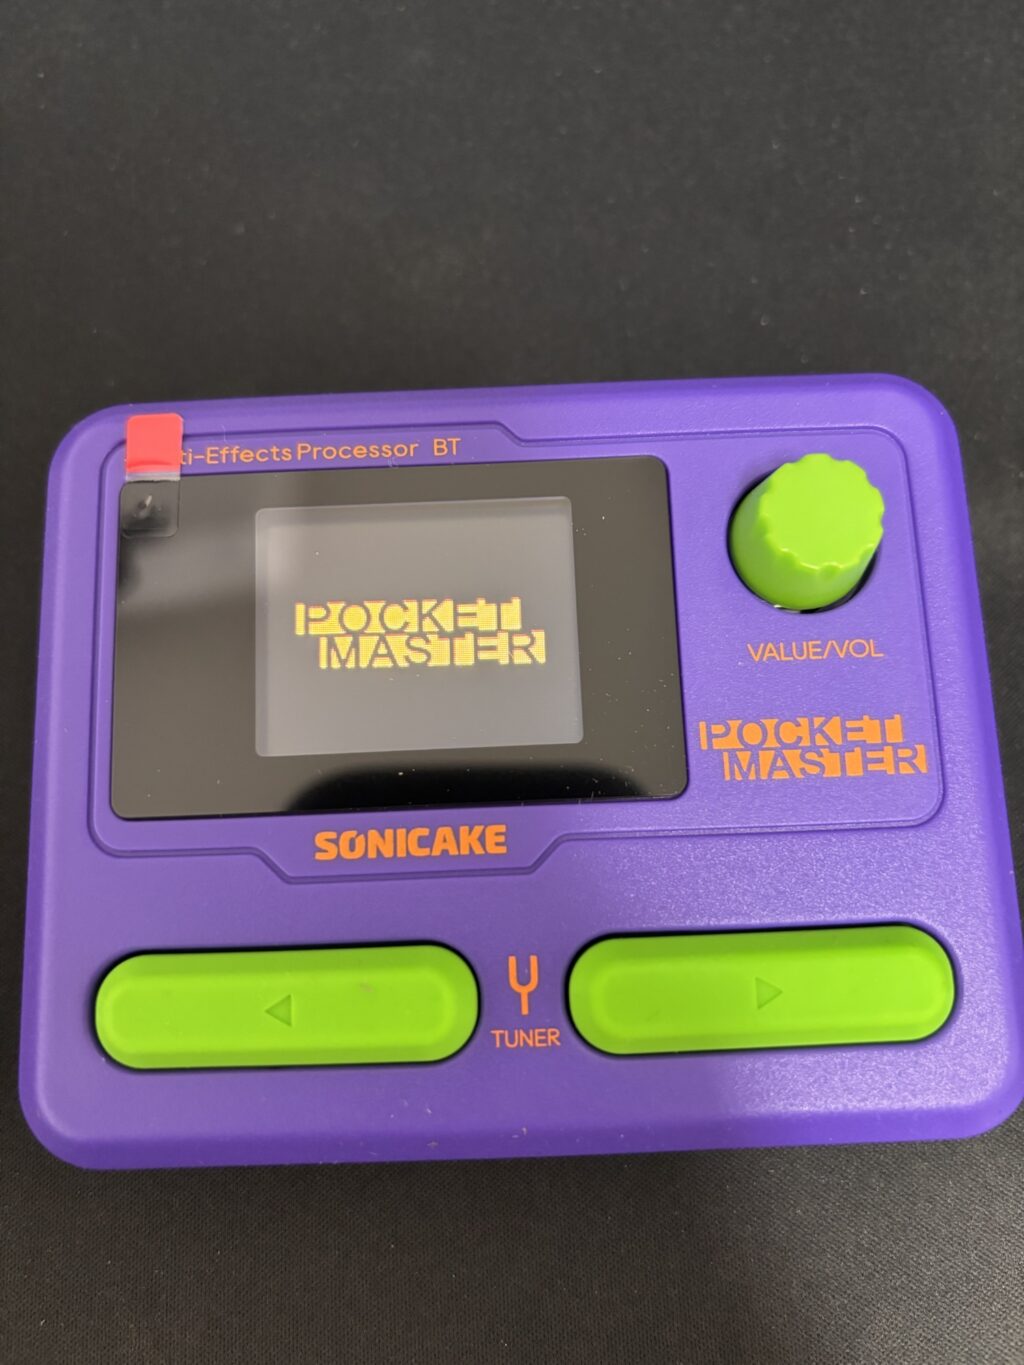 ti-Effects Processor BT
POCKET
MASTER
VALUE/VOL
POCKET
MASTER
SONICAKE
TUNER